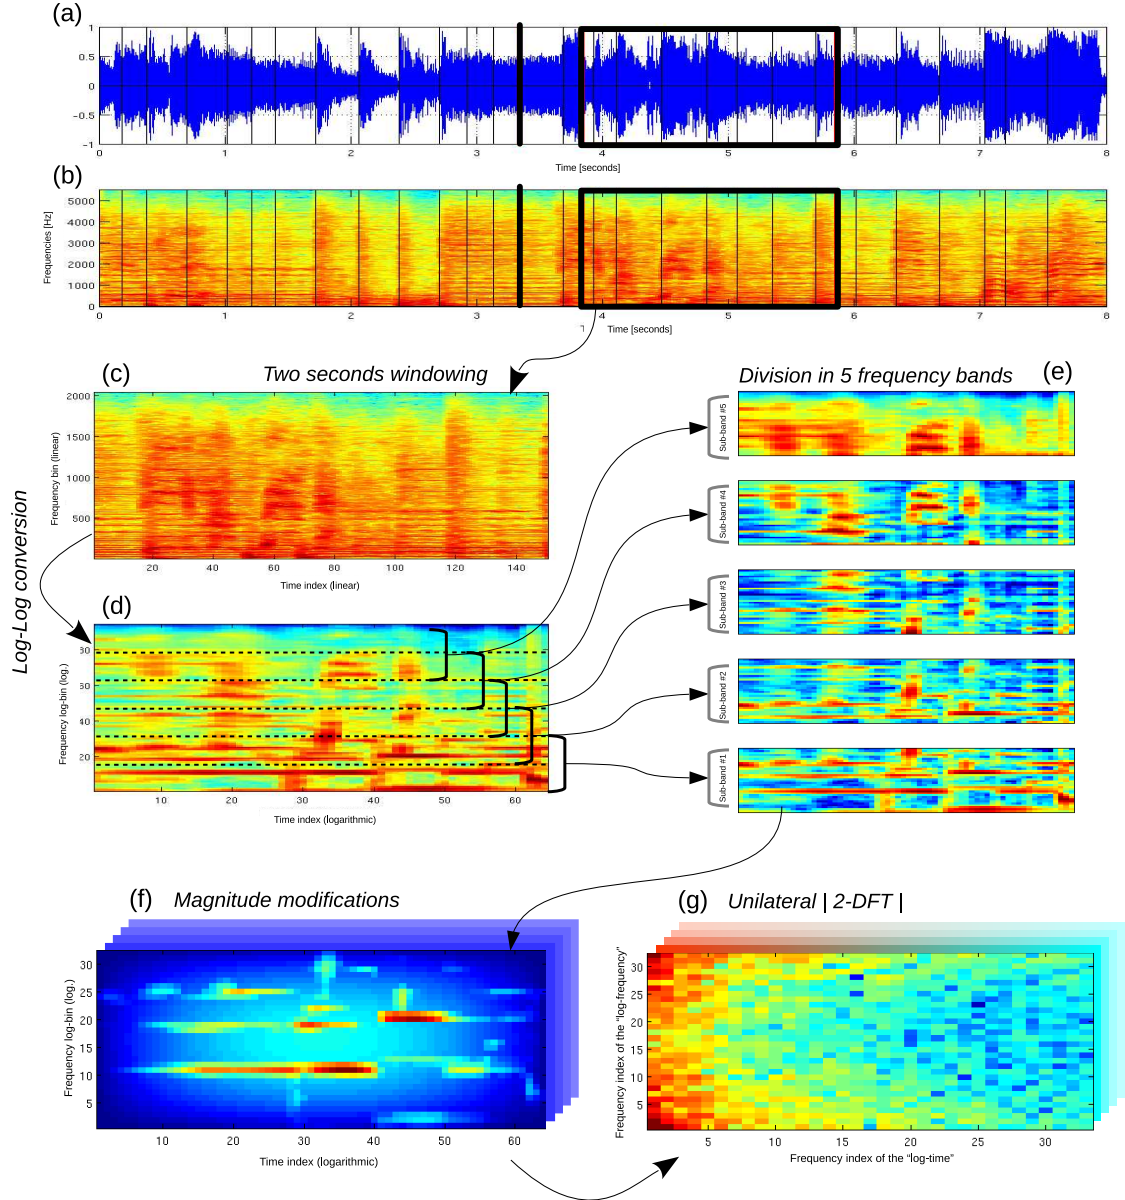 (a)
1
0.5
0
−0.5
−1
0 1 2 3 4 5 6 7 8
Time [seconds]
(b)
Frequencies [Hz]
5000
4000
3000
2000
1000
0
0 1 2 3 4 5 6 7 8
Time [seconds]
(c)
Two seconds windowing
Frequency bin (linear)
2000
1500
1000
500
20 40 60 80 100 120 140
Time index (linear)
Log-Log conversion
(d)
Frequency log-bin (log.)
30
50
40
20
10 20 30 40 50 60
Time index (logarithmic)
Division in 5 frequency bands
(e)
Sub-band #5
Sub-band #4
Sub-band #3
Sub-band #2
Sub-band #1
(f)
Magnitude modifications
Frequency log-bin (log.)
30
25
20
15
10
5
10 20 30 40 50 60
Time index (logarithmic)
(g)
Unilateral | 2-DFT |
Frequency index of the “log-frequency”
30
25
20
15
10
5
5 10 15 20 25 30
Frequency index of the “log-time”